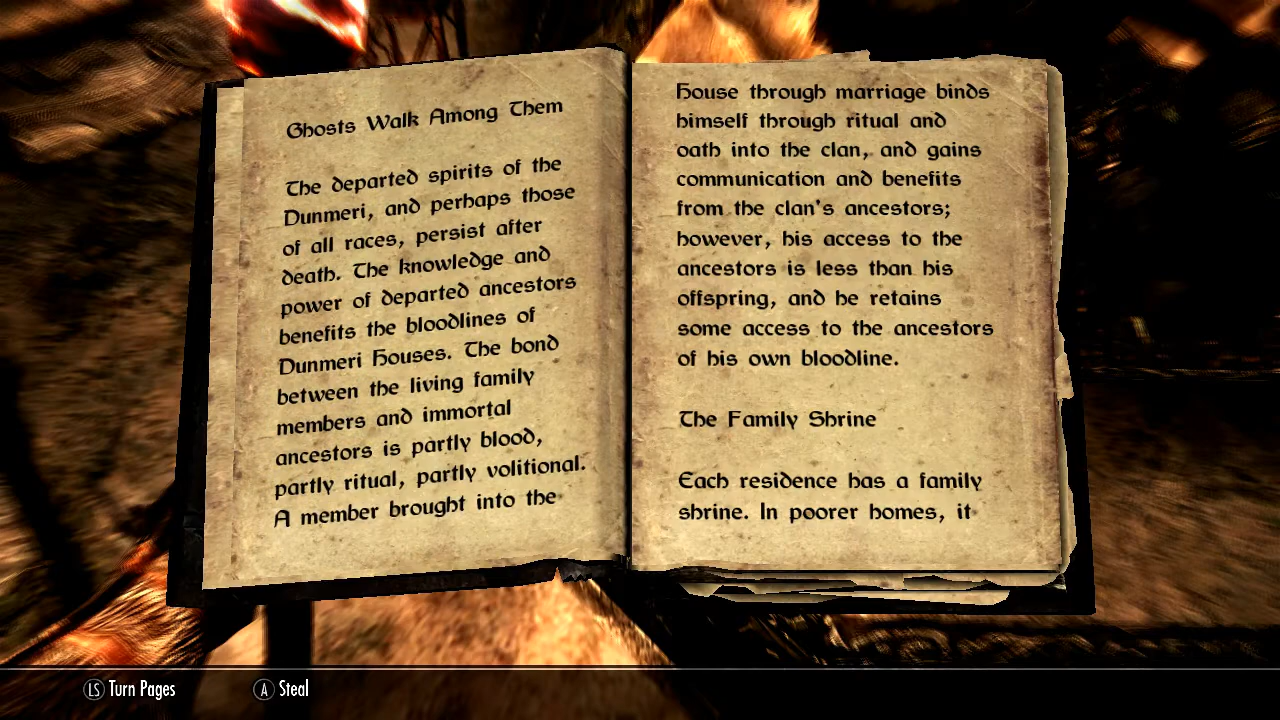 Ghosts Walk Among Them
The departed spirits of the
Dunmeri, and perhaps those
of all races, persist after
death. The knowledge and
power of departed ancestors
benefits the bloodlines of
Dunmeri Houses. The bond
between the living family
members and immortal
ancestors is partly blood,
partly ritual, partly volitional.
A member brought into the
House through marriage binds
himself through ritual and
oath into the clan, and gains
communication and benefits
from the clan's ancestors;
however, his access to the
ancestors is less than his
offspring, and he retains
some access to the ancestors
of his own bloodline.
The Family Shrine
Each residence has a family
shrine. In poorer homes, it
LS Turn Pages
A Steal